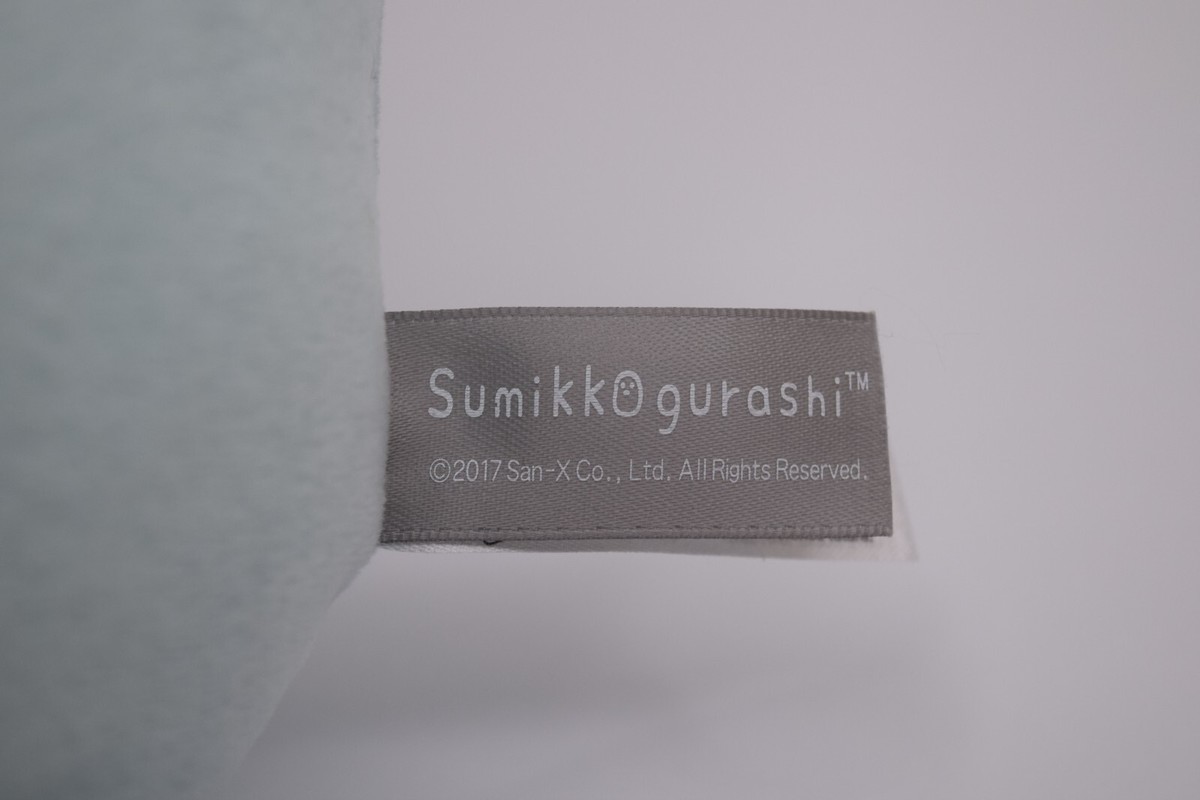 Sumikkogurashi™
©2017 San-X Co., Ltd. All Rights Reserved.